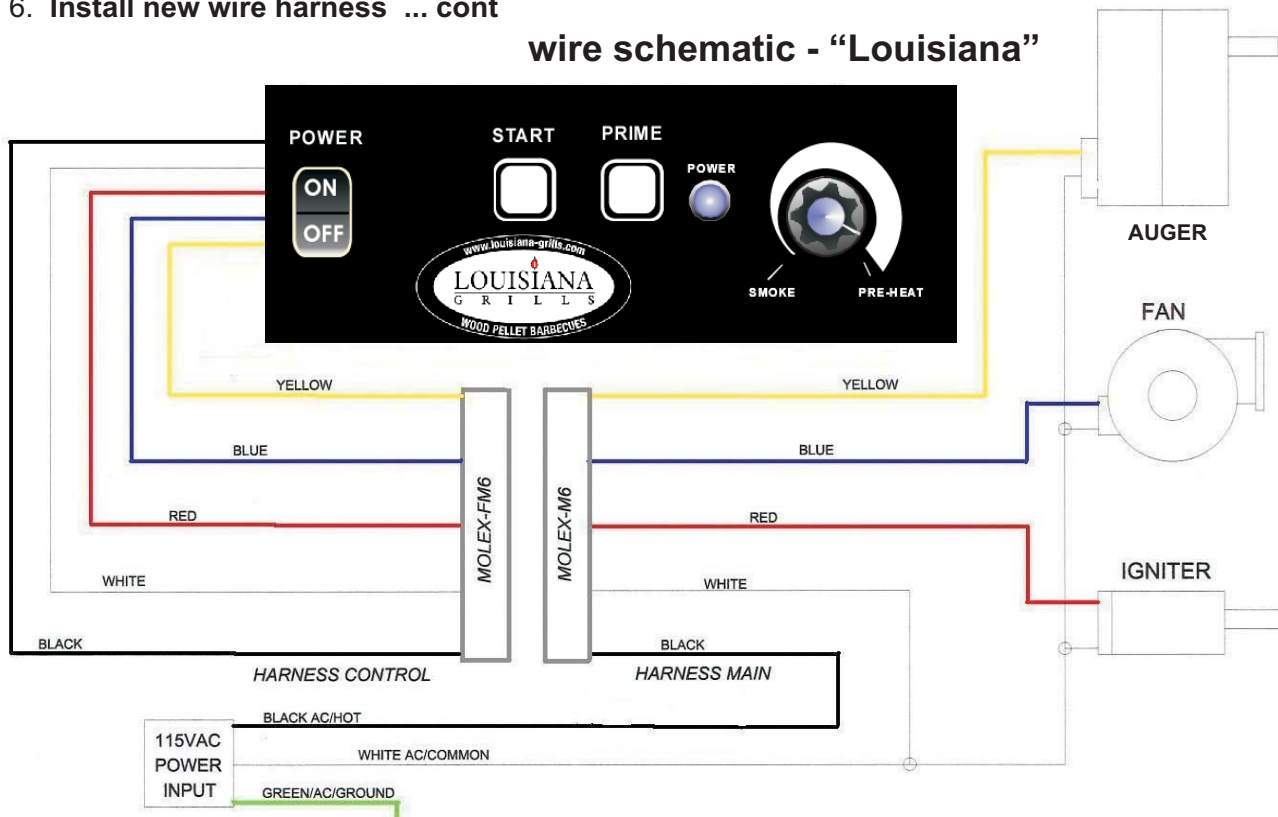 6. Install new wire harness ... cont
wire schematic - “Louisiana”
POWER
START
PRIME
POWER
ON
OFF
SMOKE
PRE-HEAT
www.louisiana-grills.com
LOUISIANA
GRILLS
WOOD PELLET BARBECUES
AUGER
FAN
IGNITER
YELLOW
YELLOW
BLUE
BLUE
RED
RED
WHITE
WHITE
BLACK
BLACK
MOLEX-FM6
MOLEX-M6
HARNESS CONTROL
HARNESS MAIN
115VAC
POWER
INPUT
BLACK AC/HOT
WHITE AC/COMMON
GREEN/AC/GROUND